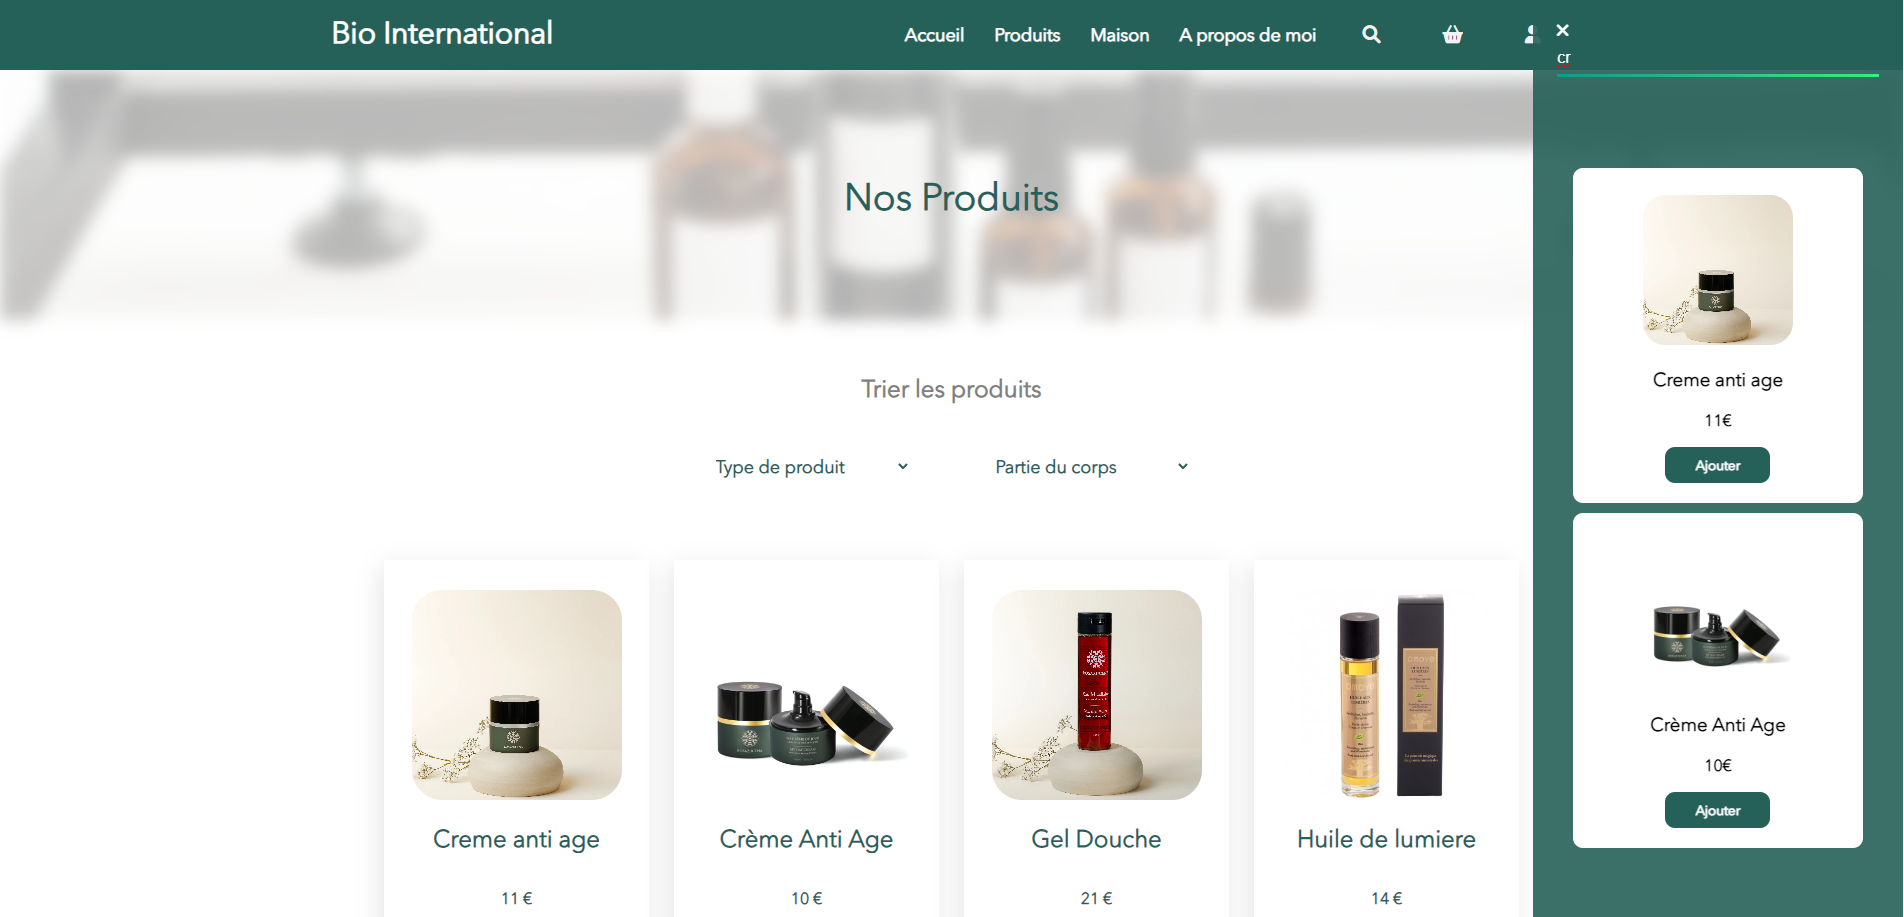 Bio International
Accueil Produits Maison A propos de moi
cr
Nos Produits
Trier les produits
Type de produit
Partie du corps
Creme anti age
11 €
Crème Anti Age
10 €
Gel Douche
21 €
Huile de lumiere
14 €
Creme anti age
11€
Ajouter
Crème Anti Age
10€
Ajouter